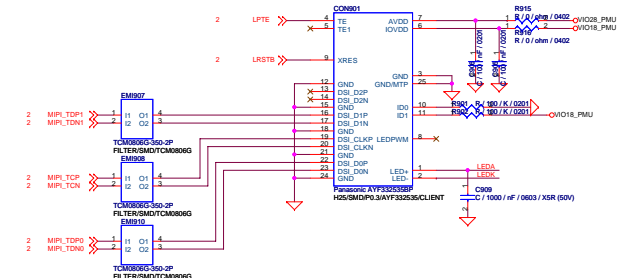 CON901
R915
R / 0 / ohm / 0402
2 LPTE 4 TE AVDD 7 VIO28_PMU
5 TE1 IOVDD 6 VIO18_PMU
R916
R / 0 / ohm / 0402
2 LRSTB 9 XRES
GND 3
12 GND GND/MTP 25
13 DSI_D2P
14 DSI_D2N
15 GND ID0 10 R901 R / 100 / K / 0201
16 DSI_D1P ID1 11 R / 100 / K / 0201 VIO18_PMU
17 DSI_D1N
18 GND
19 DSI_CLKP LEDPWM 8
20 DSI_CLKN
21 GND
22 DSI_D0P
23 DSI_D0N LED+ 1 LEDA
24 GND LED- 2 LEDK
Panasonic AYF332535BP
H25/SMD/P0.3/AYF332535/CLIENT
C909
C / 1000 / nF / 0603 / X5R (50V)
1
2
EMI907
2 MIPI_TDP1 1 I1 O1 4
2 MIPI_TDN1 2 I2 O2 3
TCM0806G-350-2P
FILTER/SMD/TCM0806G
EMI908
2 MIPI_TCP 1 I1 O1 4
2 MIPI_TCN 2 I2 O2 3
TCM0806G-350-2P
FILTER/SMD/TCM0806G
EMI910
2 MIPI_TDP0 1 I1 O1 4
2 MIPI_TDN0 2 I2 O2 3
TCM0806G-350-2P
FILTER/SMD/TCM0806G